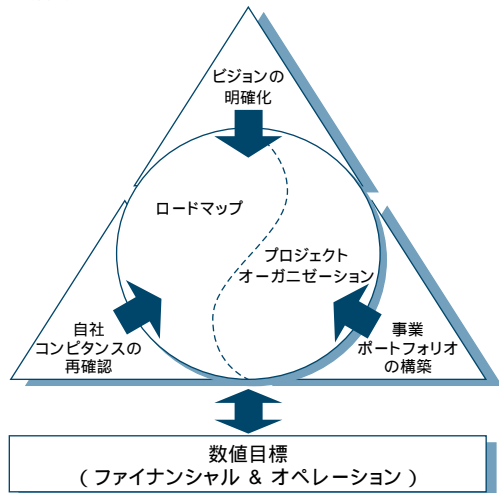 ビジョンの
明確化
ロードマップ
プロジェクト
オーガニゼーション
自社
コンピタンスの
再確認
事業
ポートフォリオ
の構築
数値目標
( ファイナンシャル & オペレーション )